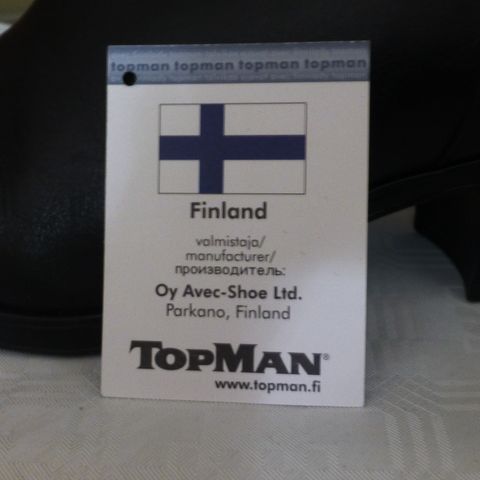 topman topman topman topman
Finland
valmistaja/
manufacturer/
производитель:
Oy Avec-Shoe Ltd.
Parkano, Finland
TOPMAN®
www.topman.fi